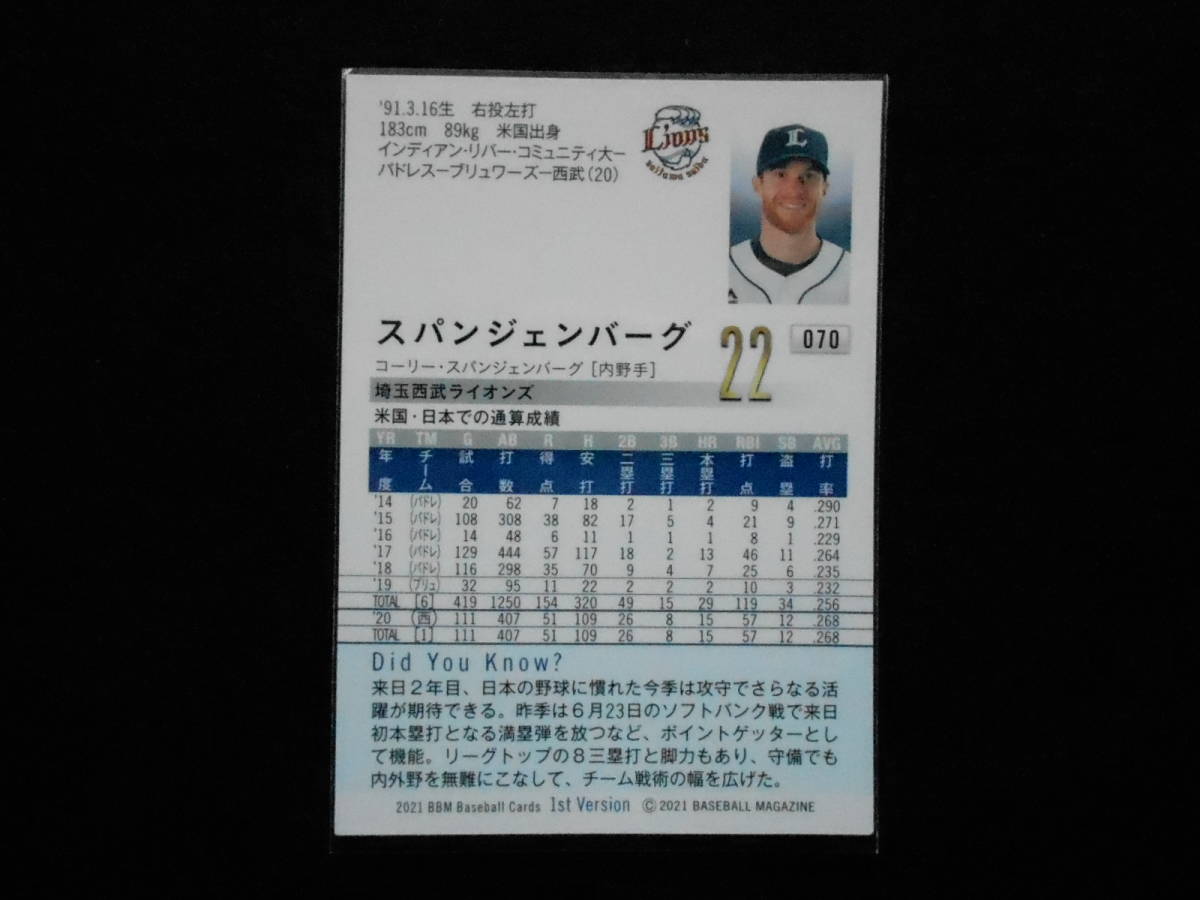 '91.3.16生 右投左打
183cm 89kg 米国出身
インディアン・リバー・コミュニティ大ー
パドレスーブリュワーズー西武(20)
Lions
saitama seibu
L
スパンジェンバーグ
22
070
コーリー・スパンジェンバーグ [内野手]
埼玉西武ライオンズ
米国・日本での通算成績
YR TM G AB R H 2B 3B HR RBI SB AVG
年度 チーム 試合 打数 得点 安打 二塁打 三塁打 本塁打 打点 盗塁 打率
'14 (パドレ) 20 62 7 18 2 1 2 9 4 .290
'15 (パドレ) 108 308 38 82 17 5 4 21 9 .271
'16 (パドレ) 14 48 6 11 1 1 1 8 1 .229
'17 (パドレ) 129 444 57 117 18 2 13 46 11 .264
'18 (パドレ) 116 298 35 70 9 4 7 25 6 .235
'19 (ブリュ) 32 95 11 22 2 2 2 10 3 .232
TOTAL [6] 419 1250 154 320 49 15 29 119 34 .256
'20 (西) 111 407 51 109 26 8 15 57 12 .268
TOTAL [1] 111 407 51 109 26 8 15 57 12 .268
Did You Know?
来日2年目、日本の野球に慣れた今季は攻守でさらなる活
躍が期待できる。昨季は6月23日のソフトバンク戦で来日
初本塁打となる満塁弾を放つなど、ポイントゲッターとし
て機能。リーグトップの8三塁打と脚力もあり、守備でも
内外野を無難にこなして、チーム戦術の幅を広げた。
2021 BBM Baseball Cards 1st Version © 2021 BASEBALL MAGAZINE